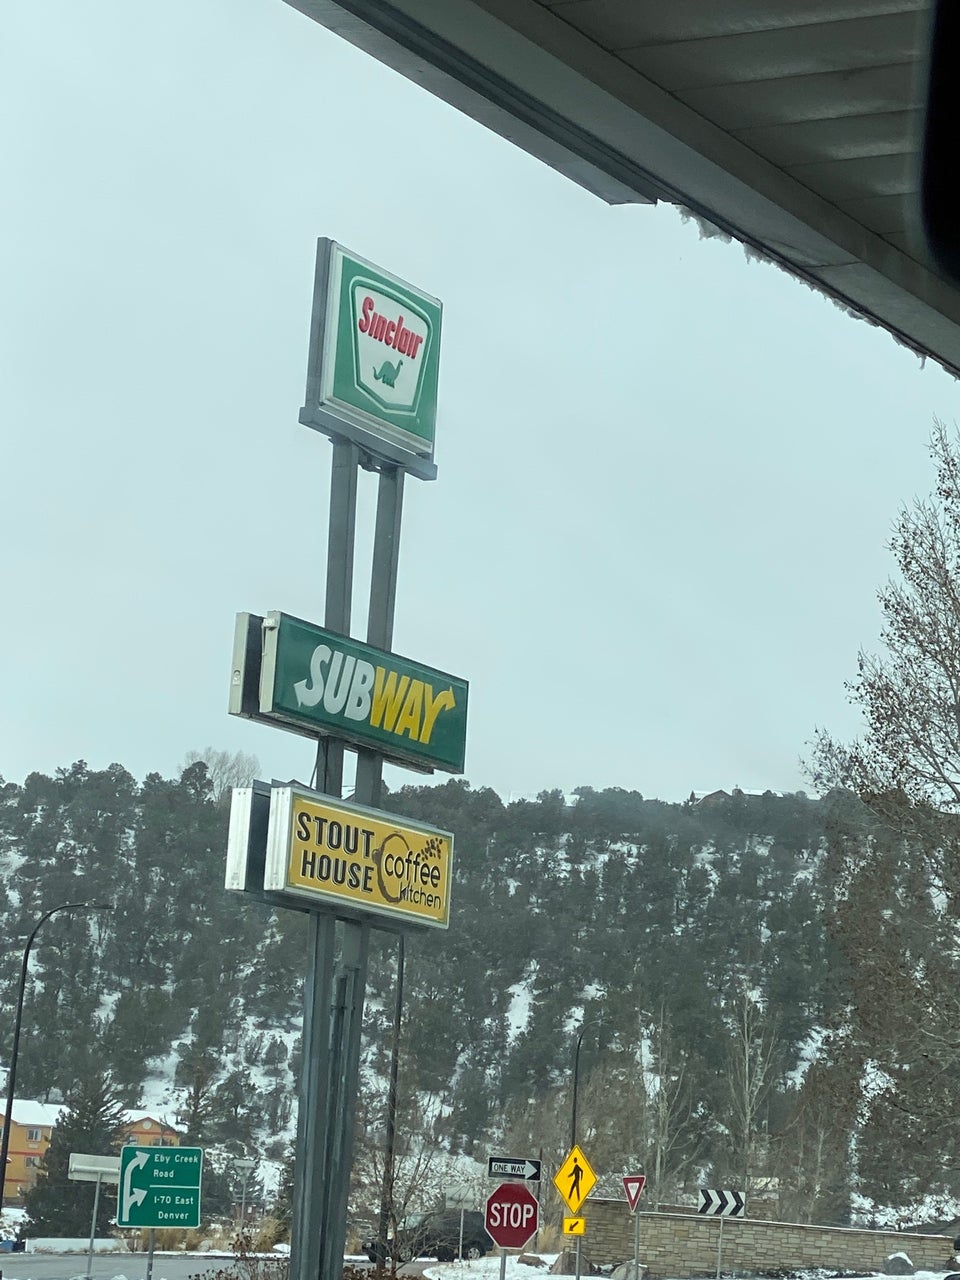 Sinclair
SUBWAY
STOUT
HOUSE
coffee
kitchen
Eby Creek
Road
I-70 East
Denver
ONE WAY
STOP